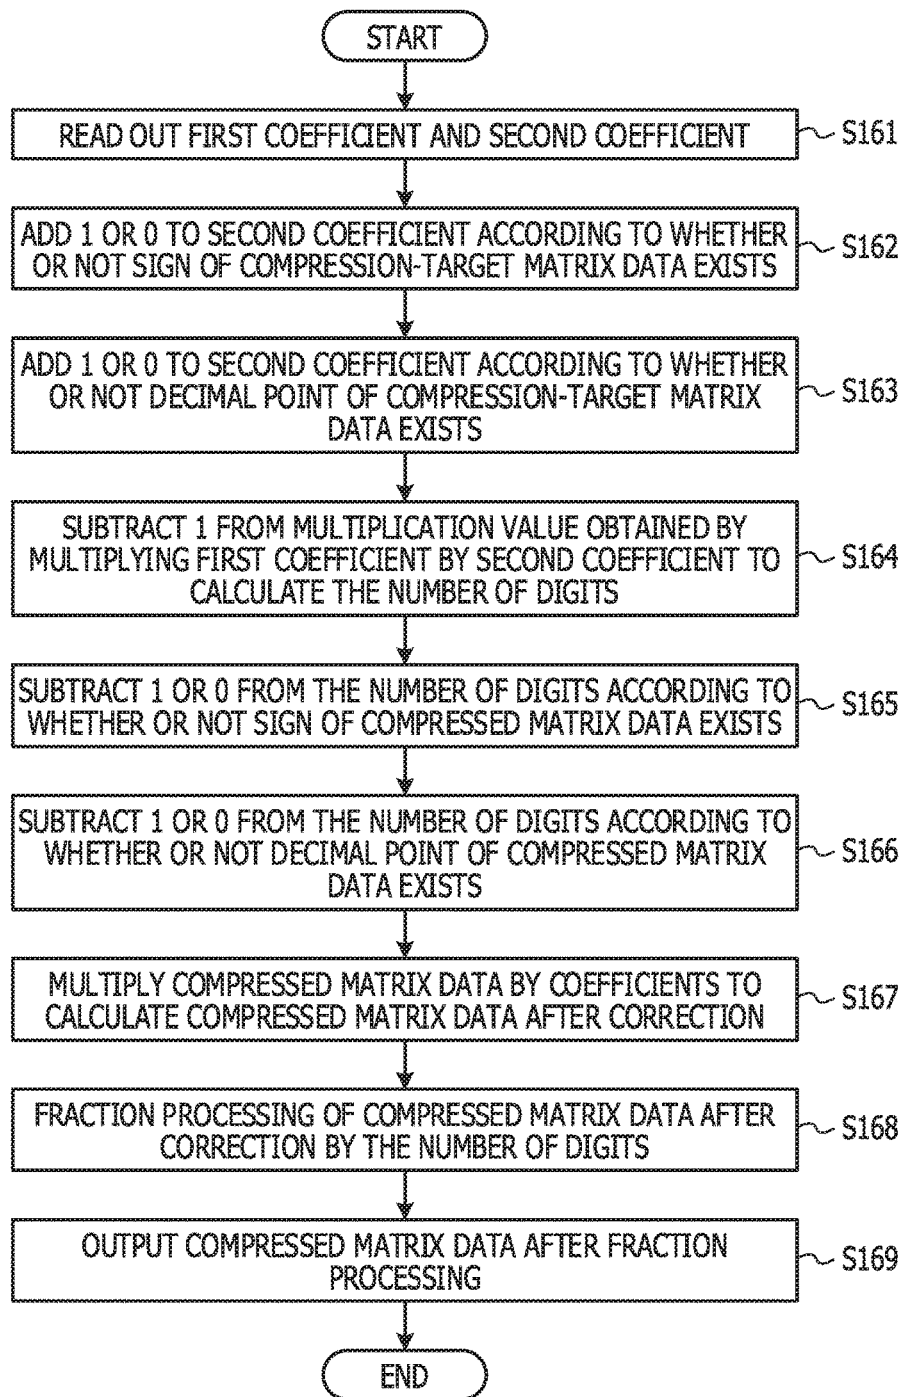 START
READ OUT FIRST COEFFICIENT AND SECOND COEFFICIENT
S161
ADD 1 OR 0 TO SECOND COEFFICIENT ACCORDING TO WHETHER
OR NOT SIGN OF COMPRESSION-TARGET MATRIX DATA EXISTS
S162
ADD 1 OR 0 TO SECOND COEFFICIENT ACCORDING TO WHETHER
OR NOT DECIMAL POINT OF COMPRESSION-TARGET MATRIX
DATA EXISTS
S163
SUBTRACT 1 FROM MULTIPLICATION VALUE OBTAINED BY
MULTIPLYING FIRST COEFFICIENT BY SECOND COEFFICIENT TO
CALCULATE THE NUMBER OF DIGITS
S164
SUBTRACT 1 OR 0 FROM THE NUMBER OF DIGITS ACCORDING TO
WHETHER OR NOT SIGN OF COMPRESSED MATRIX DATA EXISTS
S165
SUBTRACT 1 OR 0 FROM THE NUMBER OF DIGITS ACCORDING TO
WHETHER OR NOT DECIMAL POINT OF COMPRESSED MATRIX
DATA EXISTS
S166
MULTIPLY COMPRESSED MATRIX DATA BY COEFFICIENTS TO
CALCULATE COMPRESSED MATRIX DATA AFTER CORRECTION
S167
FRACTION PROCESSING OF COMPRESSED MATRIX DATA AFTER
CORRECTION BY THE NUMBER OF DIGITS
S168
OUTPUT COMPRESSED MATRIX DATA AFTER FRACTION
PROCESSING
S169
END